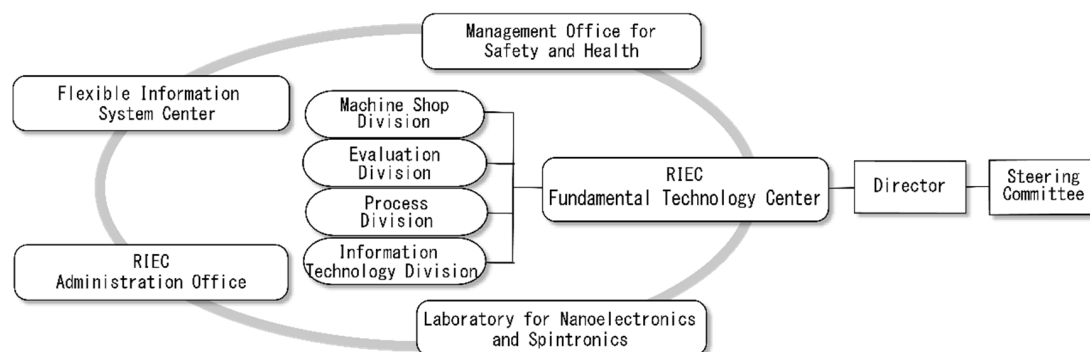 Management Office for
Safety and Health
Flexible Information
System Center
Machine Shop
Division
Evaluation
Division
Process
Division
Information
Technology Division
RIEC
Fundamental Technology Center
Director
Steering
Committee
RIEC
Administration Office
Laboratory for Nanoelectronics
and Spintronics